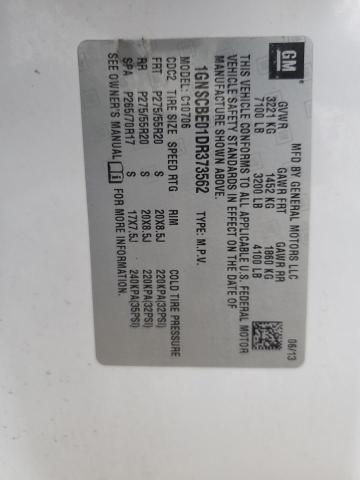 GM
MFD BY GENERAL MOTORS LLC 06/13
GVWR GAWR FRT GAWR RR
3221 KG 1452 KG 1860 KG
7100 LB 3200 LB 4100 LB
THIS VEHICLE CONFORMS TO ALL APPLICABLE U.S. FEDERAL MOTOR
VEHICLE SAFETY STANDARDS IN EFFECT ON THE DATE OF
MANUFACTURE SHOWN ABOVE.
1GNSCBE01DR373562 TYPE: M.P.V.
MODEL: C10706
CDC2 TIRE SIZE SPEED RTG RIM COLD TIRE PRESSURE
FRT P275/55R20 S 20X8.5J 220KPA(32PSI)
RR P275/55R20 S 20X8.5J 220KPA(32PSI)
SPA P265/70R17 S 17X7.5J 240KPA(35PSI)
SEE OWNER'S MANUAL i FOR MORE INFORMATION.